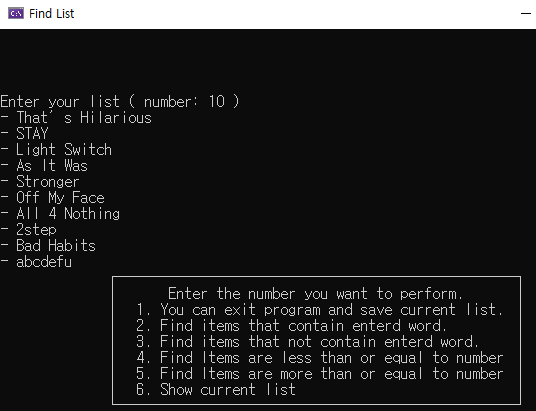 Find List
Enter your list ( number: 10 )
- That's Hilarious
- STAY
- Light Switch
- As It Was
- Stronger
- Off My Face
- All 4 Nothing
- 2step
- Bad Habits
- abcdefu
Enter the number you want to perform.
1. You can exit program and save current list.
2. Find items that contain enterd word.
3. Find items that not contain enterd word.
4. Find Items are less than or equal to number
5. Find Items are more than or equal to number
6. Show current list